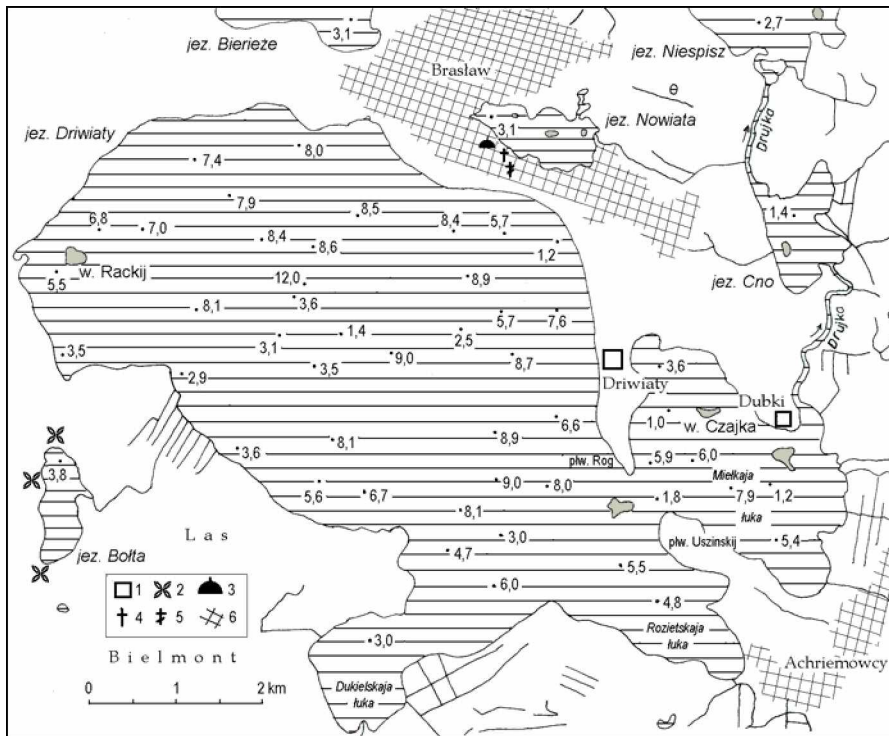 3,1
2,7
jez. Bierieże
Brasław
jez. Niespisz
jez. Driwiaty
3,1
jez. Nowiata
Drujka
8,0
7,4
7,9
8,5
6,8
7,0
8,4
8,4
5,7
1,4
8,6
1,2
w. Rackij
5,5
12,0
8,9
jez. Cno
3,6
8,1
5,7
7,6
Drujka
1,4
2,5
3,5
3,1
9,0
8,7
3,5
3,6
2,9
Driwiaty
Dubki
6,6
1,0
w. Czajka
8,1
8,9
3,6
płw. Rog
5,9
6,0
3,8
Miełkaja
9,0
8,0
5,6
6,7
1,8
7,9
1,2
8,1
łuka
Las
3,0
płw. Uszinskij
5,4
jez. Bołta
4,7
5,5
1 2 3
6,0
4 5 6
4,8
3,0
Rozietskaja
łuka
Bielmont
Achriemowcy
0 1 2 km
Dukielskaja
łuka